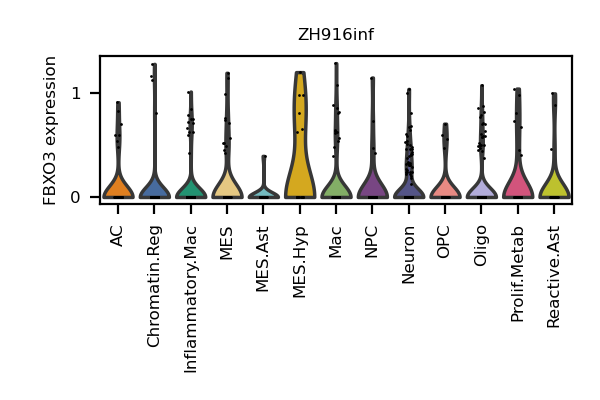 ZH916inf
FBXO3 expression
1
0
AC
Chromatin.Reg
Inflammatory.Mac
MES
MES.Ast
MES.Hyp
Mac
NPC
Neuron
OPC
Oligo
Prolif.Metab
Reactive.Ast